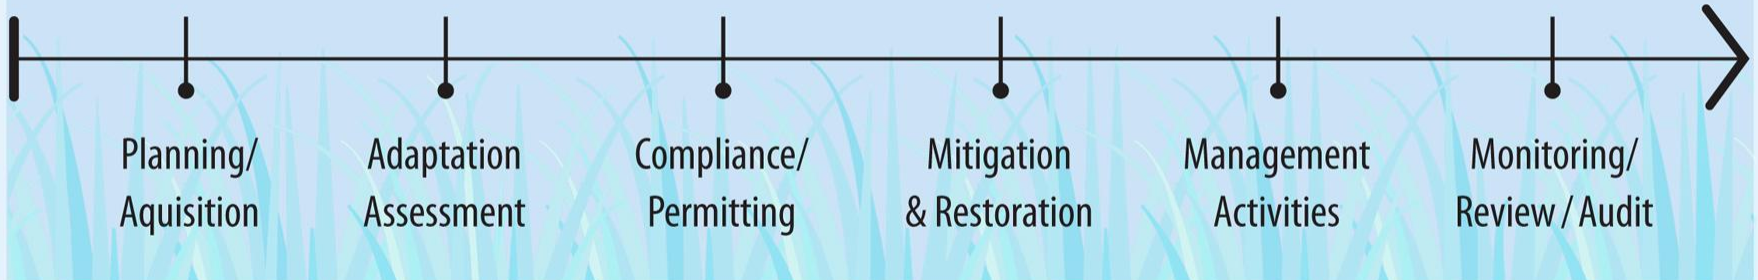 Planning/
Aquisition
Adaptation
Assessment
Compliance/
Permitting
Mitigation
& Restoration
Management
Activities
Monitoring/
Review / Audit